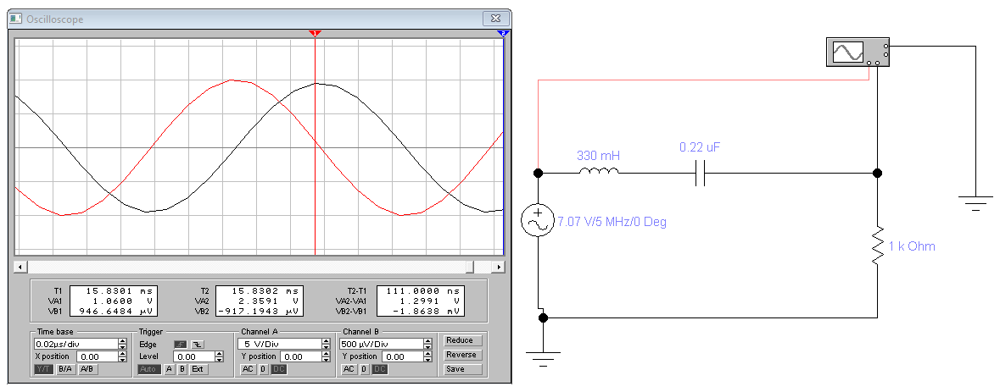 Oscilloscope
1
2
T1 15.8301 ms
VA1 1.0600 V
VB1 946.6484 µV
T2 15.8302 ms
VA2 2.3591 V
VB2 -917.1943 µV
T2-T1 111.0000 ns
VA2-VA1 1.2991 V
VB2-VB1 -1.8638 mV
Time base
0.02µs/div
X position 0.00
Y/T B/A A/B
Trigger
Edge
Level 0.00
Auto A B Ext
Channel A
5 V/Div
Y position 0.00
AC 0 DC
Channel B
500 µV/Div
Y position 0.00
AC 0 DC
Reduce
Reverse
Save
330 mH
0.22 uF
7.07 V/5 MHz/0 Deg
1 k Ohm